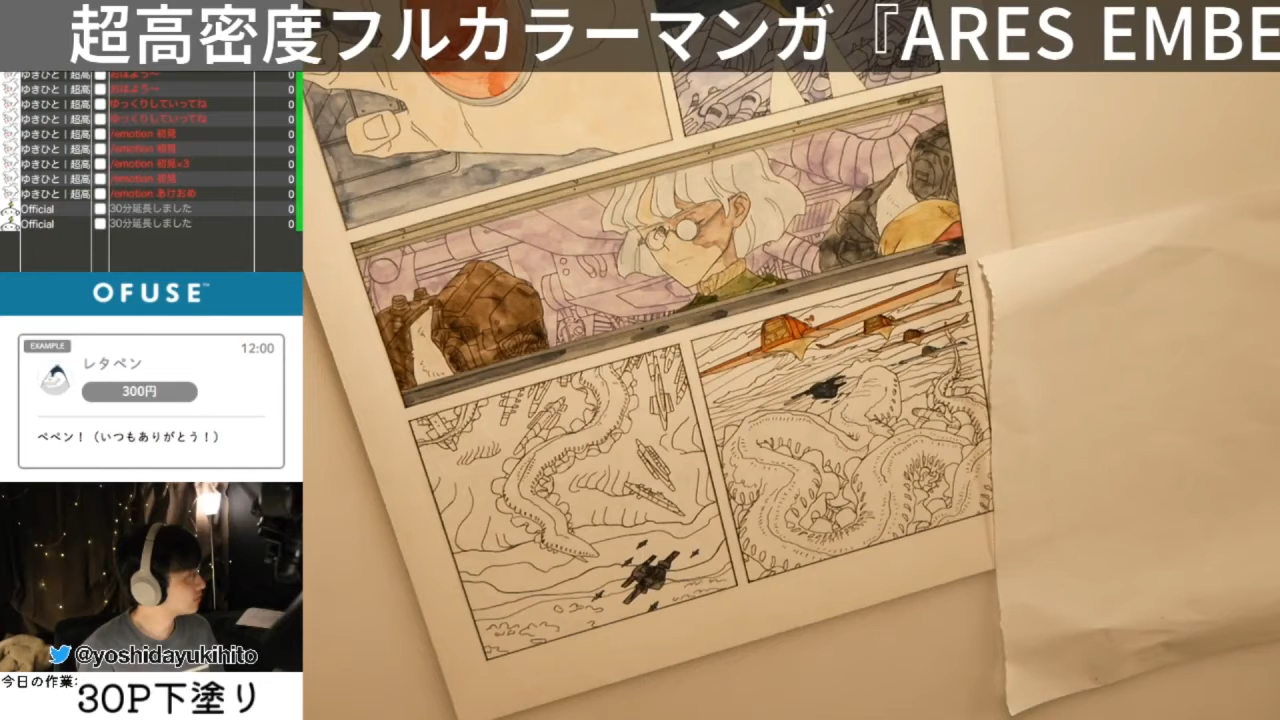 超高密度フルカラーマンガ『ARES EMBE
ゆきひと｜超高 おはよう〜 0
ゆきひと｜超高 おはよう〜 0
ゆきひと｜超高 ゆっくりしていってね 0
ゆきひと｜超高 ゆっくりしていってね 0
ゆきひと｜超高 /emotion 初見 0
ゆきひと｜超高 /emotion 初見 0
ゆきひと｜超高 /emotion 初見×3 0
ゆきひと｜超高 /emotion 初見 0
ゆきひと｜超高 /emotion あけおめ 0
Official 30分延長しました 0
Official 30分延長しました 0
OFUSE™
EXAMPLE
12:00
レタペン
300円
ペペン！（いつもありがとう！）
@yoshidayukihito
今日の作業:
30P下塗り